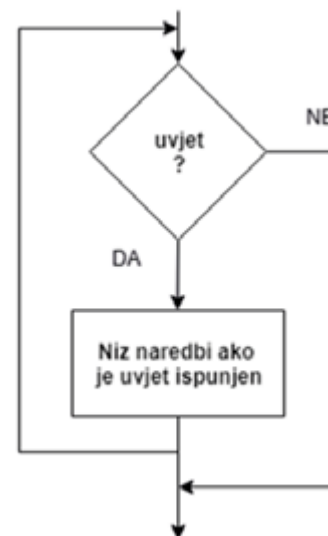 uvjet
?
NE
DA
Niz naredbi ako
je uvjet ispunjen